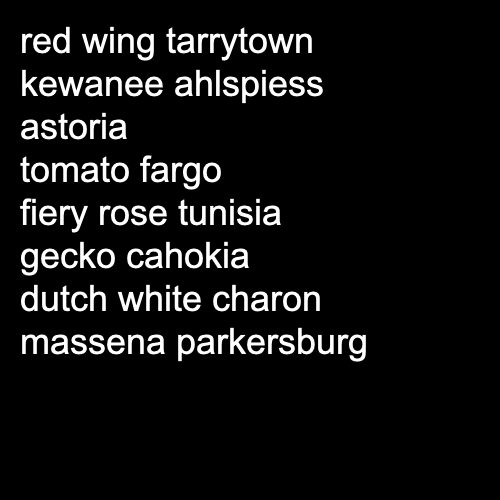 red wing tarrytown
kewanee ahlspiess
astoria
tomato fargo
fiery rose tunisia
gecko cahokia
dutch white charon
massena parkersburg